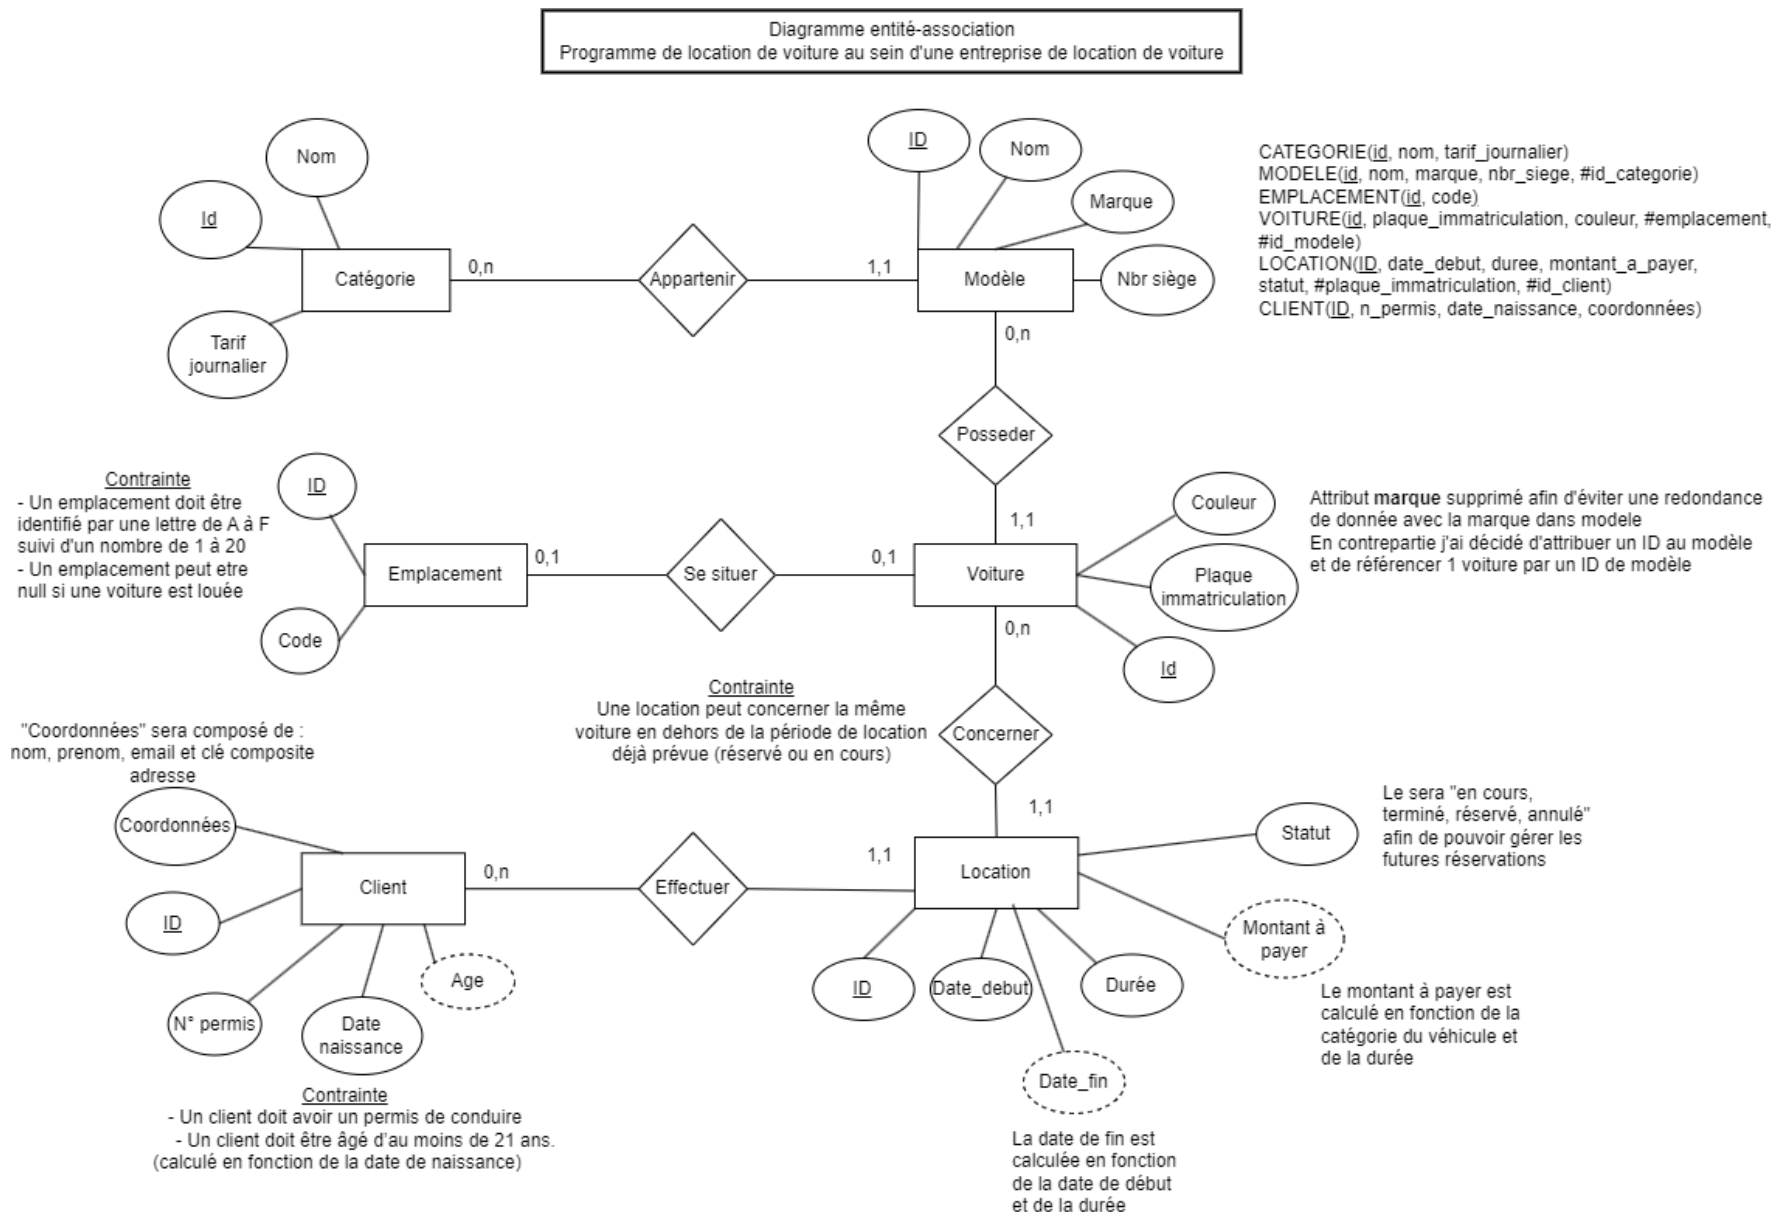 Diagramme entité-association
Programme de location de voiture au sein d'une entreprise de location de voiture
Nom
Id
Tarif
journalier
Catégorie
0,n
Appartenir
1,1
Modèle
ID
Nom
Marque
Nbr siège
CATEGORIE(id, nom, tarif_journalier)
MODELE(id, nom, marque, nbr_siege, #id_categorie)
EMPLACEMENT(id, code)
VOITURE(id, plaque_immatriculation, couleur, #emplacement,
#id_modele)
LOCATION(ID, date_debut, duree, montant_a_payer,
statut, #plaque_immatriculation, #id_client)
CLIENT(ID, n_permis, date_naissance, coordonnées)
0,n
Posseder
1,1
Contrainte
- Un emplacement doit être
identifié par une lettre de A à F
suivi d'un nombre de 1 à 20
- Un emplacement peut etre
null si une voiture est louée
ID
Code
Emplacement
0,1
Se situer
0,1
Voiture
Couleur
Plaque
immatriculation
Id
Attribut marque supprimé afin d'éviter une redondance
de donnée avec la marque dans modele
En contrepartie j'ai décidé d'attribuer un ID au modèle
et de référencer 1 voiture par un ID de modèle
0,n
Contrainte
Une location peut concerner la même
voiture en dehors de la période de location
déjà prévue (réservé ou en cours)
Concerner
1,1
"Coordonnées" sera composé de :
nom, prenom, email et clé composite
adresse
Coordonnées
ID
N° permis
Date
naissance
Age
Client
0,n
Effectuer
1,1
Location
Statut
Le sera "en cours,
terminé, réservé, annulé"
afin de pouvoir gérer les
futures réservations
Montant à
payer
Le montant à payer est
calculé en fonction de la
catégorie du véhicule et
de la durée
ID
Date_debut
Durée
Date_fin
La date de fin est
calculée en fonction
de la date de début
et de la durée
Contrainte
- Un client doit avoir un permis de conduire
- Un client doit être âgé d'au moins de 21 ans.
(calculé en fonction de la date de naissance)